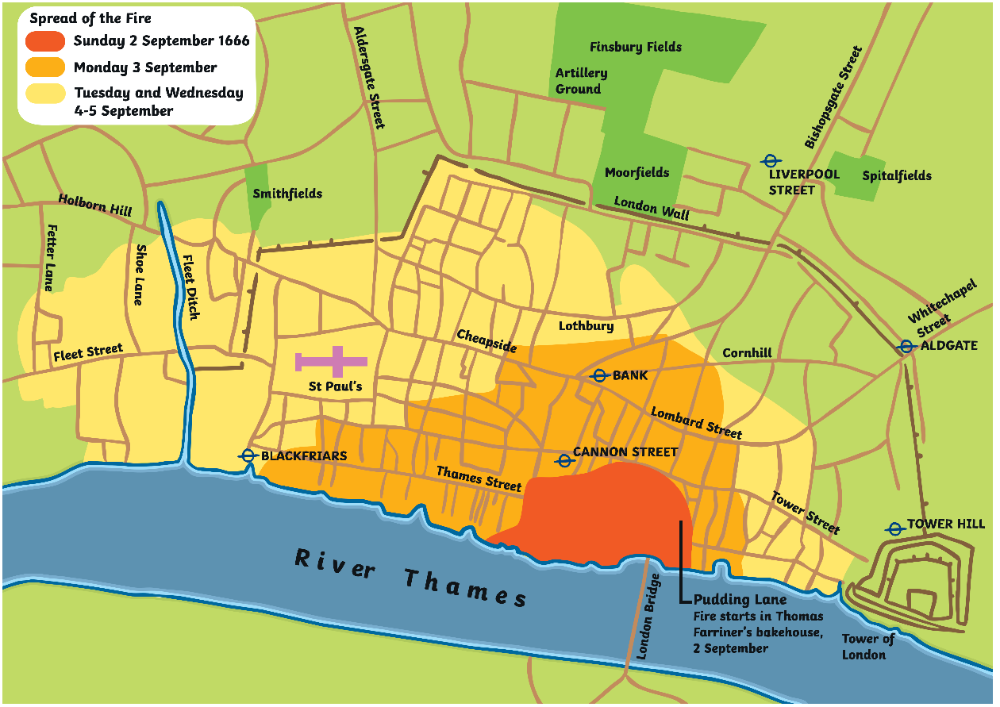 Spread of the Fire
Sunday 2 September 1666
Monday 3 September
Tuesday and Wednesday
4-5 September
Aldersgate Street
Finsbury Fields
Artillery
Ground
Bishopsgate Street
Moorfields
LIVERPOOL
STREET
Spitalfields
Smithfields
Holborn Hill
London Wall
Fetter Lane
Shoe Lane
Fleet Ditch
Whitechapel
Street
ALDGATE
Lothbury
Cheapside
Cornhill
Fleet Street
BANK
St Paul's
Lombard Street
BLACKFRIARS
CANNON STREET
Thames Street
Tower Street
TOWER HILL
River Thames
London Bridge
Pudding Lane
Fire starts in Thomas
Farriner's bakehouse,
2 September
Tower of
London